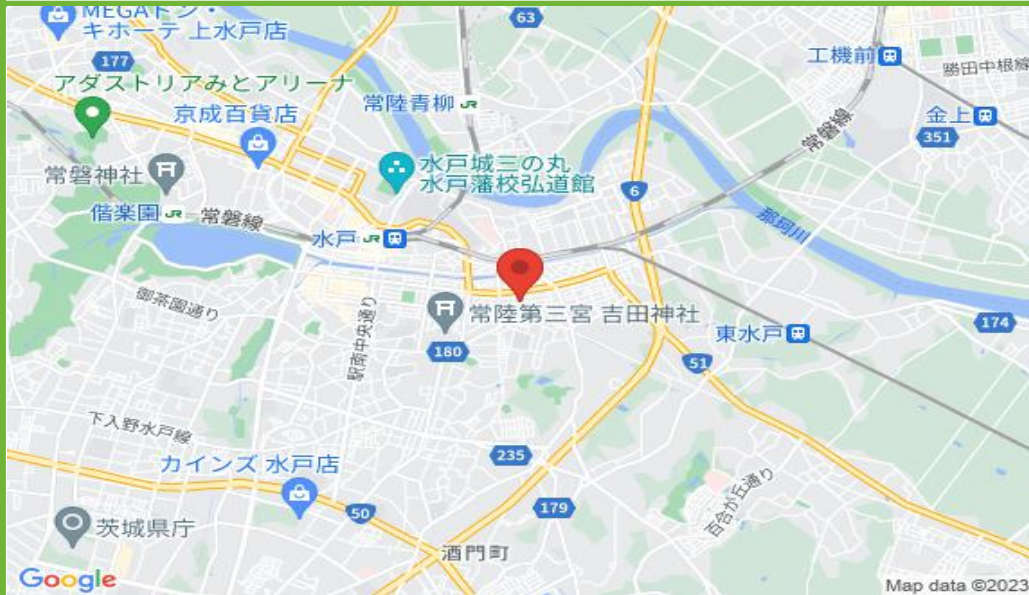 MEGAドン・
キホーテ 上水戸店
63
177
工機前
勝田中根線
アダストリアみとアリーナ
常陸青柳 JR
金上
京成百貨店
常磐線
351
水戸城三の丸
水戸藩校弘道館
常磐神社
6
偕楽園 JR
常磐線
那珂川
水戸 JR
御茶園通り
駅南中央通り
常陸第三宮 吉田神社
174
東水戸
180
51
下入野水戸線
カインズ 水戸店
235
百合が丘通り
50
179
茨城県庁
酒門町
Google
Map data ©2023